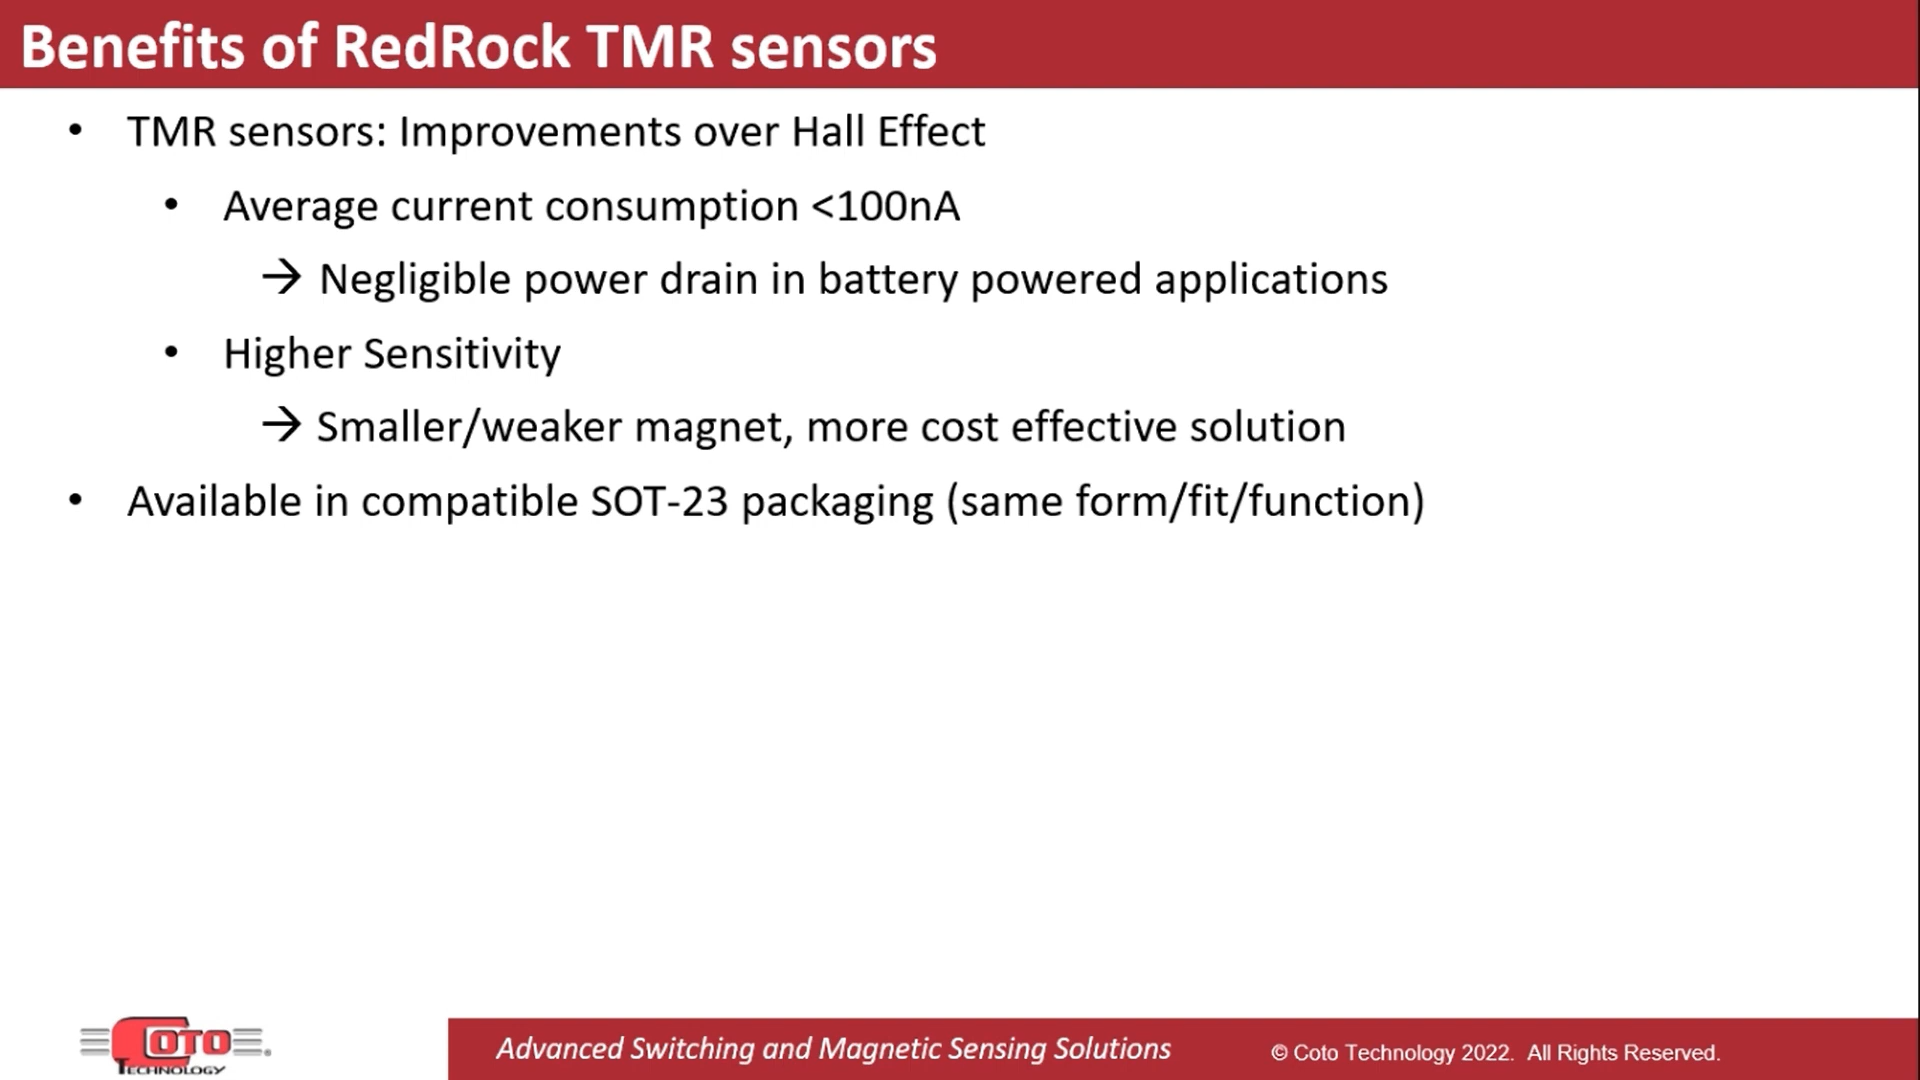 Benefits of RedRock TMR sensors
• TMR sensors: Improvements over Hall Effect
• Average current consumption <100nA
→ Negligible power drain in battery powered applications
• Higher Sensitivity
→ Smaller/weaker magnet, more cost effective solution
• Available in compatible SOT-23 packaging (same form/fit/function)
COTO
TECHNOLOGY
Advanced Switching and Magnetic Sensing Solutions
© Coto Technology 2022. All Rights Reserved.